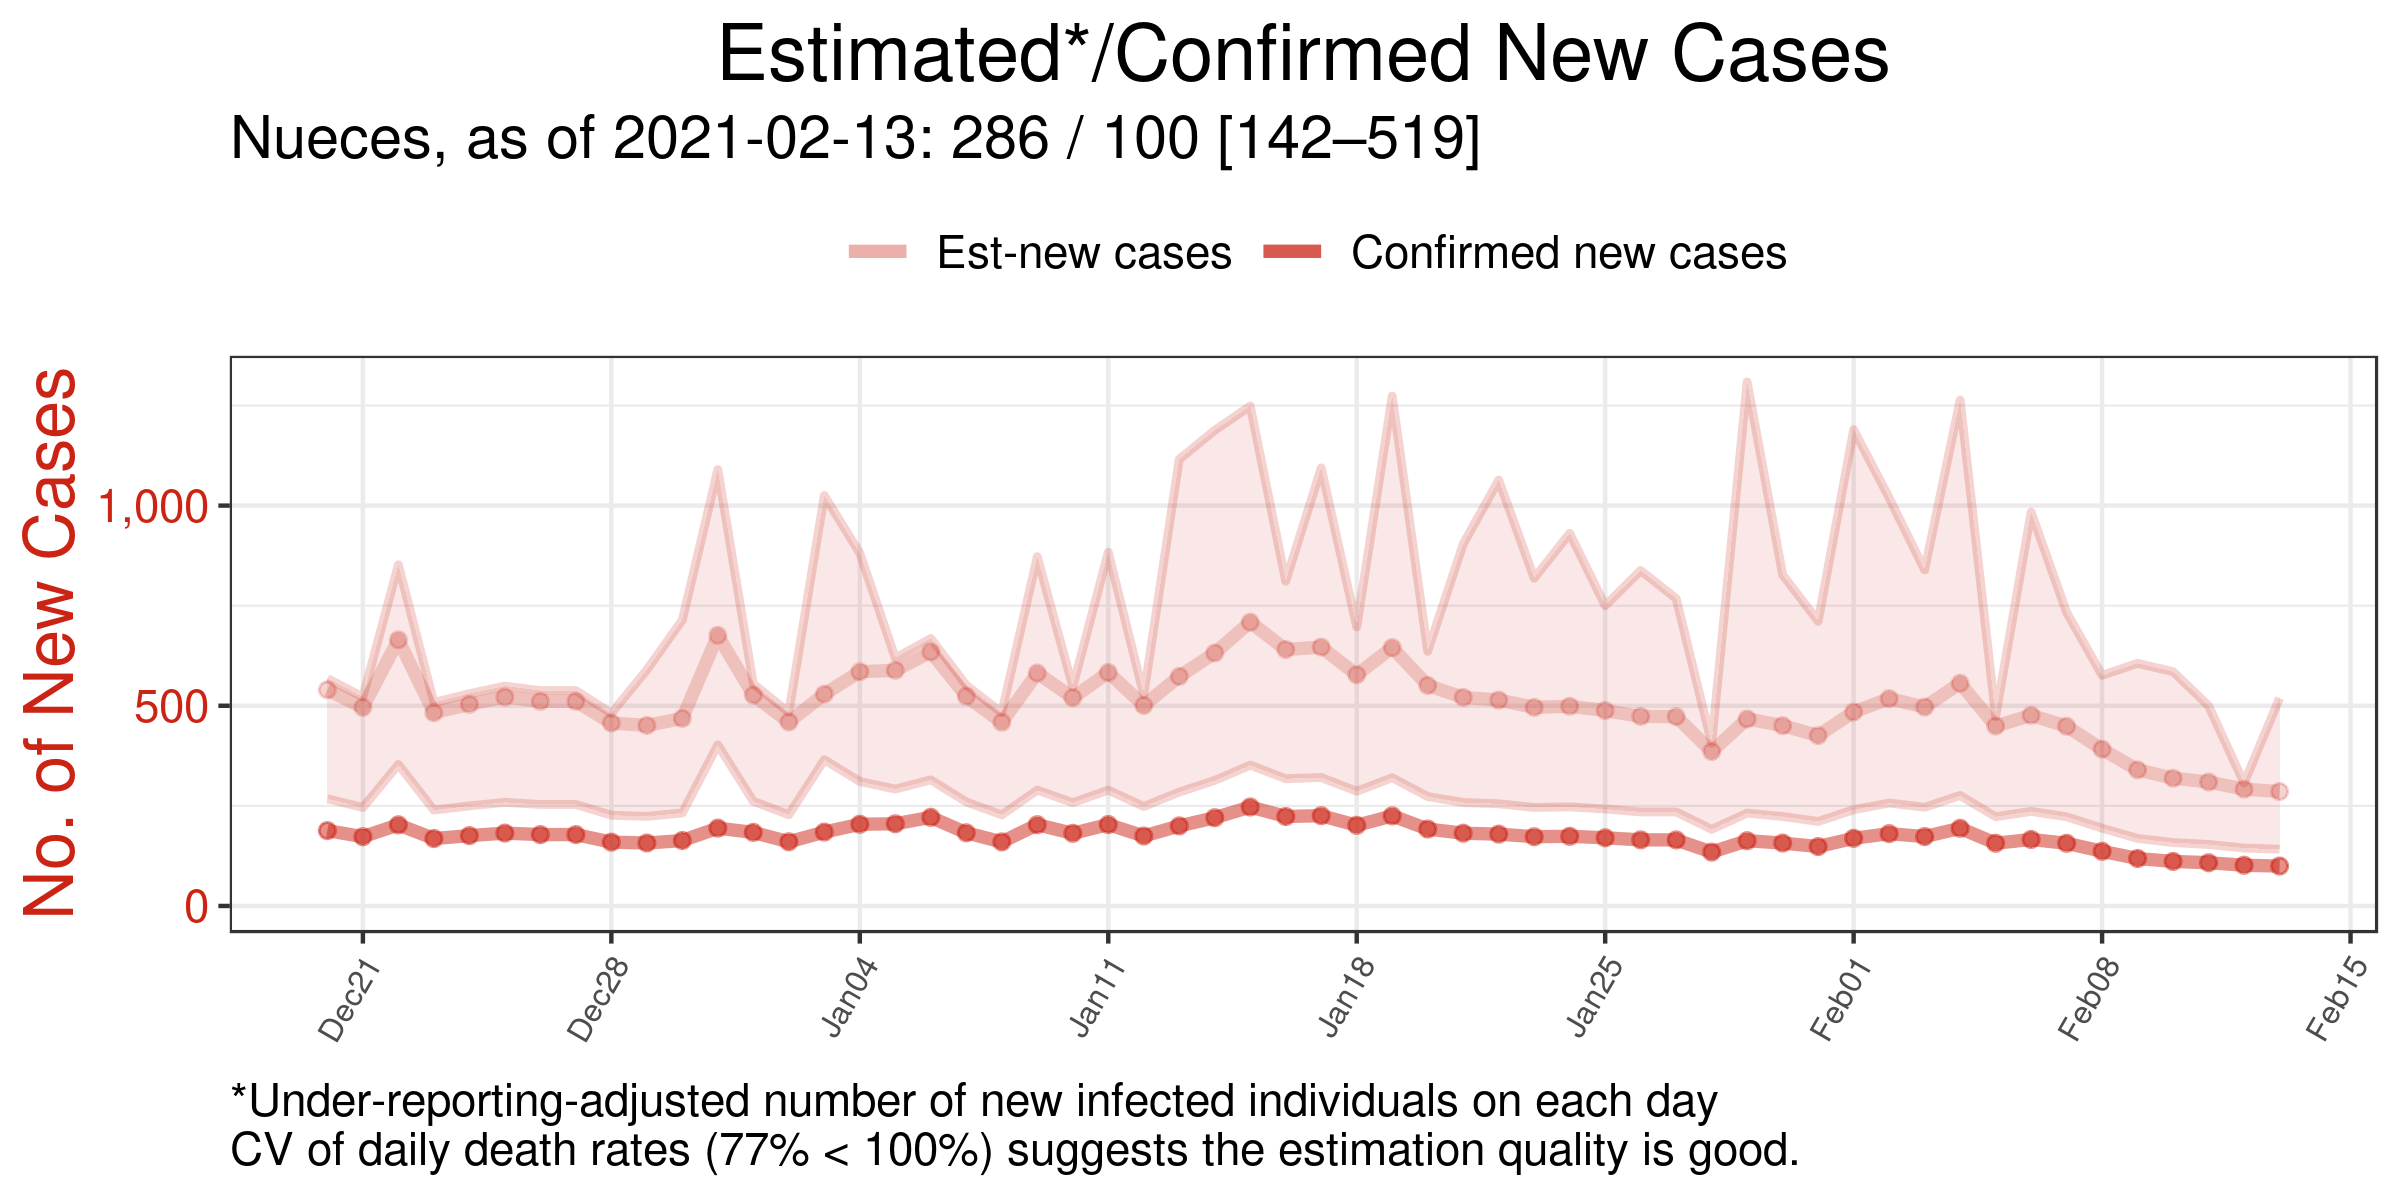 Estimated*/Confirmed New Cases
Nueces, as of 2021-02-13: 286 / 100 [142–519]
Est-new cases
Confirmed new cases
No. of New Cases
1,000
500
0
Dec21
Dec28
Jan04
Jan11
Jan18
Jan25
Feb01
Feb08
Feb15
*Under-reporting-adjusted number of new infected individuals on each day
CV of daily death rates (77% < 100%) suggests the estimation quality is good.